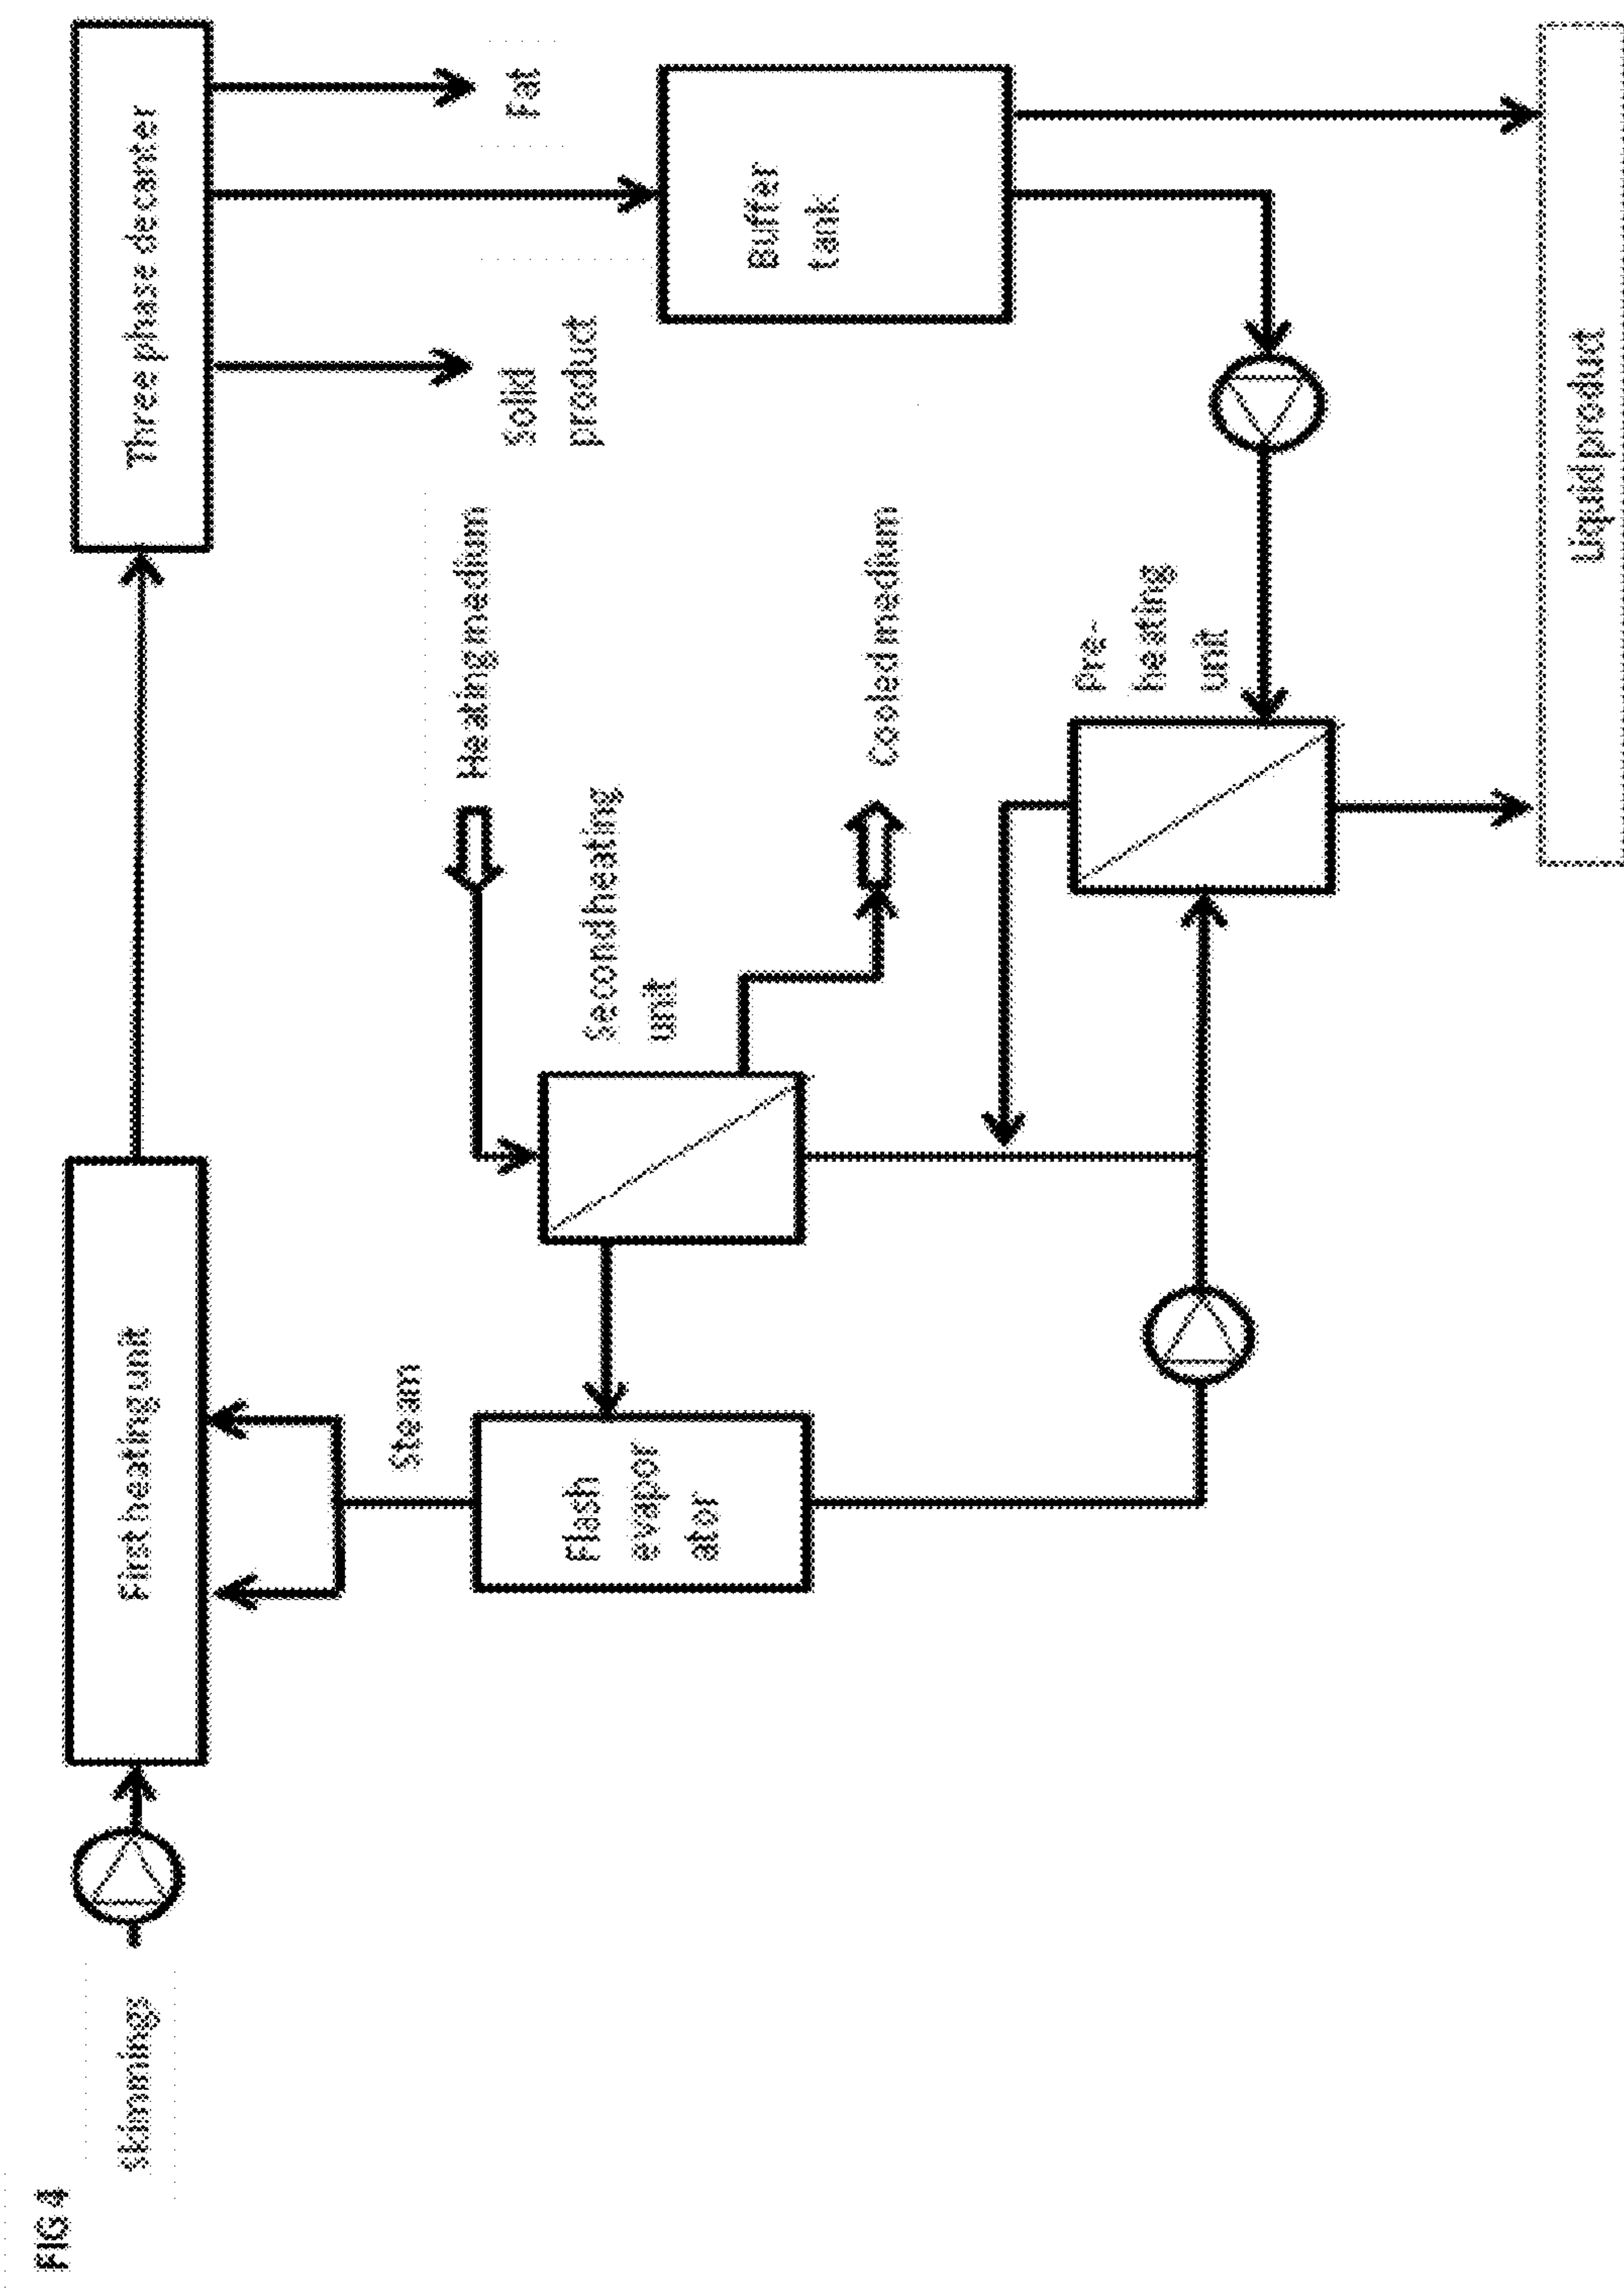 FIG 4
Skimmings
First heating unit
Three phase decanter
Steam
Heating medium
Solid
product
Fat
Flash
evapor
ator
Second heating
unit
Buffer
tank
Cooled medium
Pre-
heating
unit
Liquid product